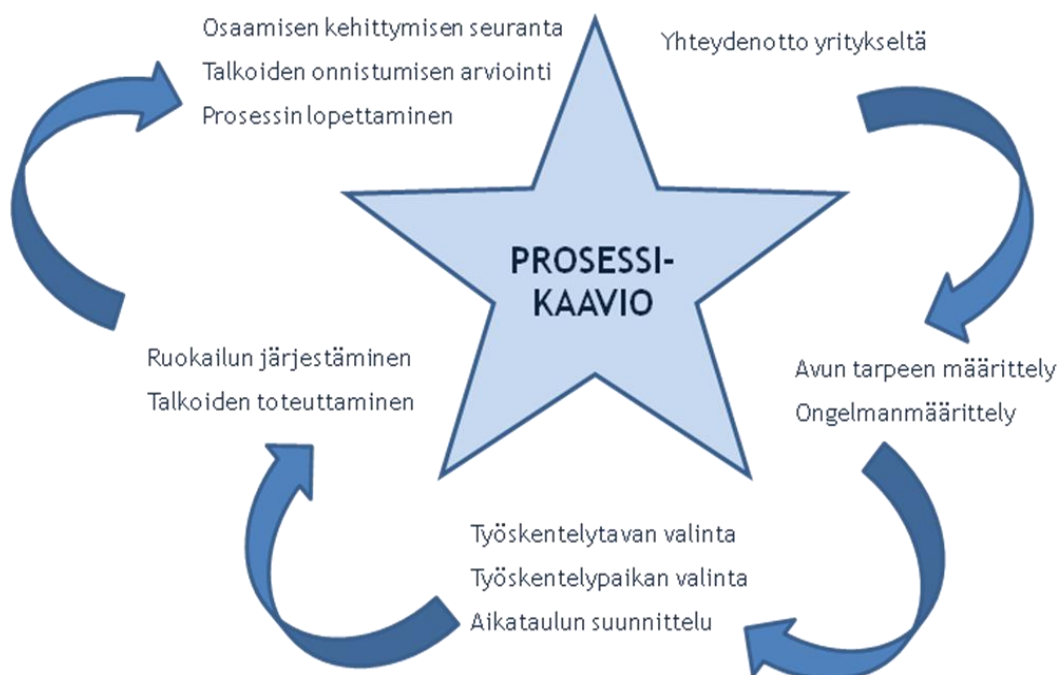 Osaamisen kehittymisen seuranta
Talkoiden onnistumisen arviointi
Prosessin lopettaminen
Yhteydenotto yritykseltä
PROSESSI-
KAAVIO
Avun tarpeen määrittely
Ongelmanmäärittely
Työskentelytavan valinta
Työskentelypaikan valinta
Aikataulun suunnittelu
Ruokailun järjestäminen
Talkoiden toteuttaminen